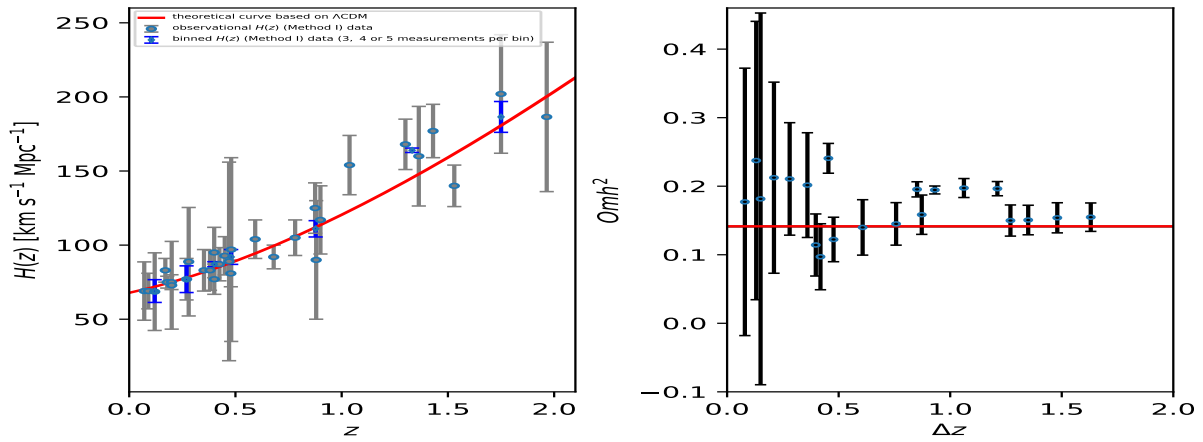 theoretical curve based on ΛCDM
observational H(z) (Method I) data
binned H(z) (Method I) data (3, 4 or 5 measurements per bin)
250
200
150
100
50
0.0 0.5 1.0 1.5 2.0
z
H(z) [km s⁻¹ Mpc⁻¹]
0.4
0.3
0.2
0.1
0.0
−0.1
0.0 0.5 1.0 1.5 2.0
Δz
Omh²